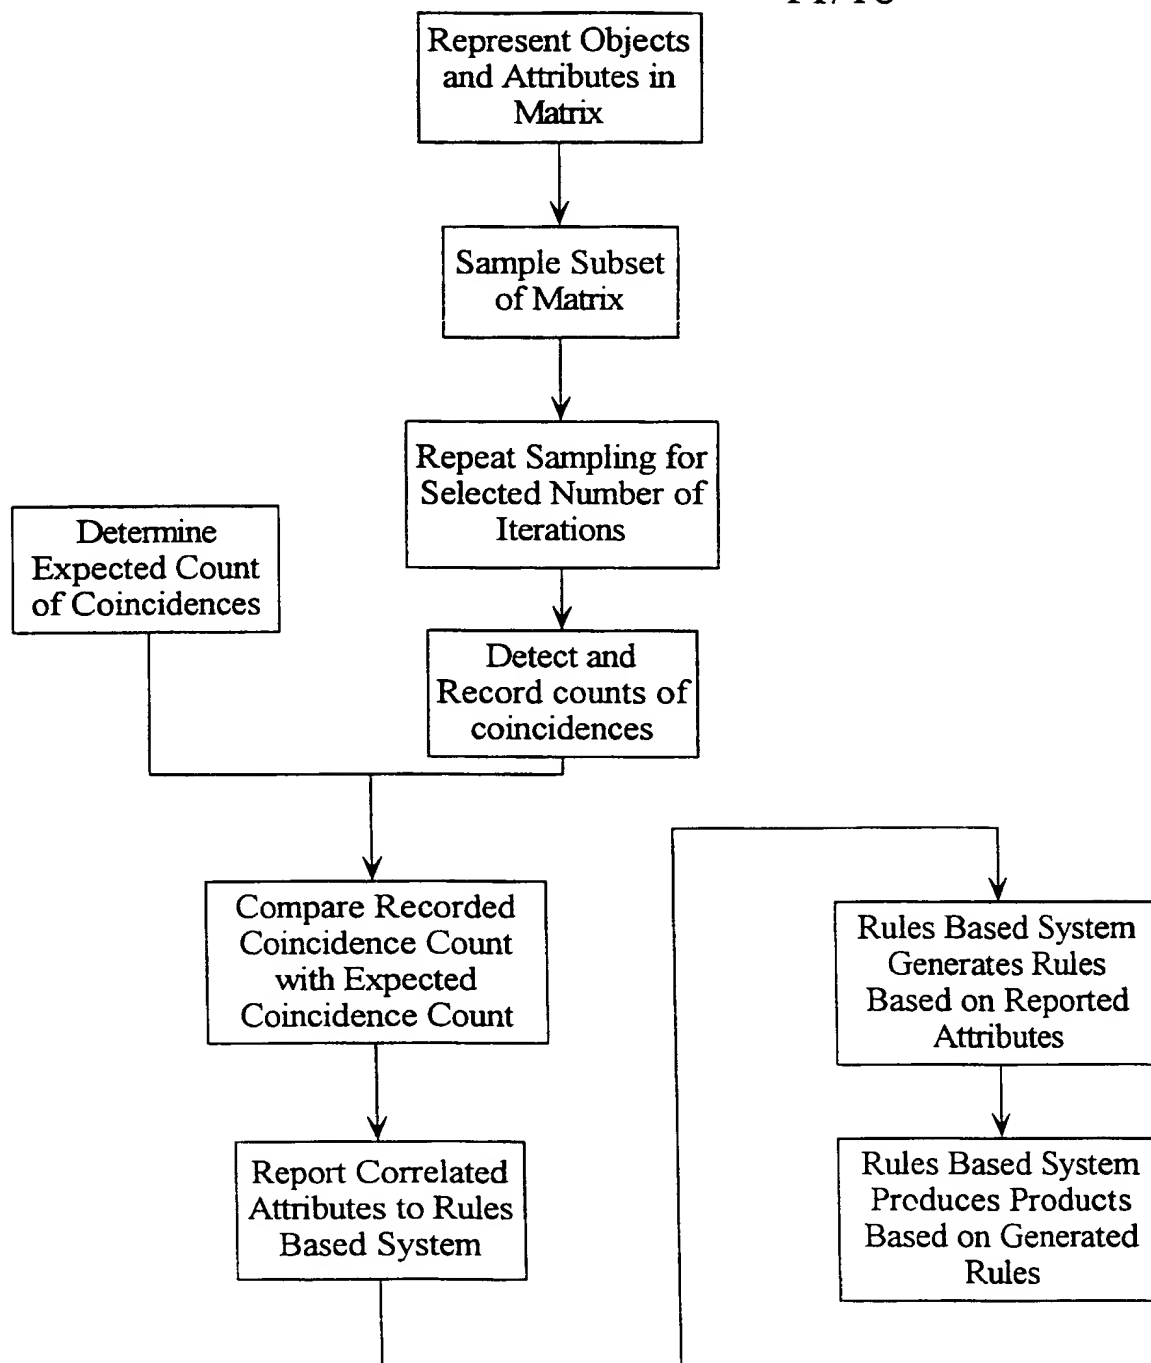 Represent Objects
and Attributes in
Matrix
Sample Subset
of Matrix
Repeat Sampling for
Selected Number of
Iterations
Determine
Expected Count
of Coincidences
Detect and
Record counts of
coincidences
Compare Recorded
Coincidence Count
with Expected
Coincidence Count
Report Correlated
Attributes to Rules
Based System
Rules Based System
Generates Rules
Based on Reported
Attributes
Rules Based System
Produces Products
Based on Generated
Rules